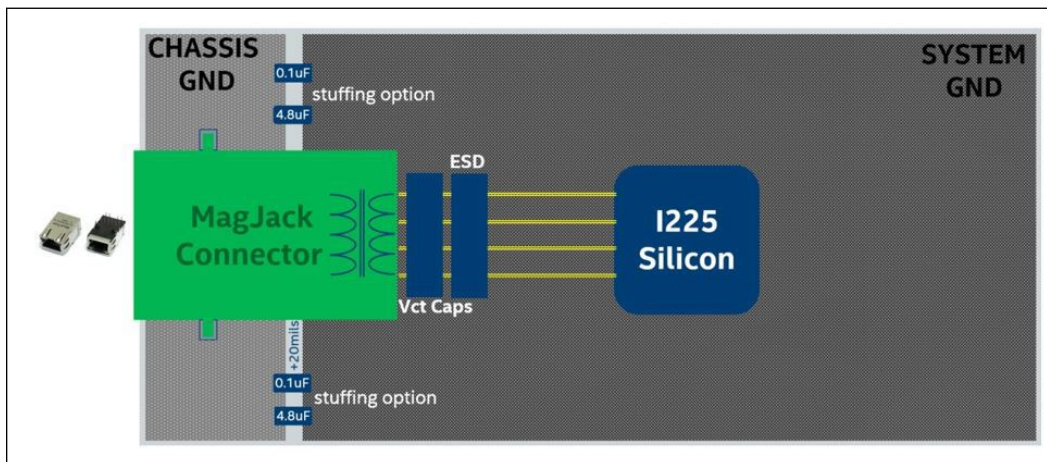 CHASSIS
GND
SYSTEM
GND
0.1uF
stuffing option
4.8uF
ESD
MagJack
Connector
I225
Silicon
Vct Caps
+20mils
0.1uF
stuffing option
4.8uF